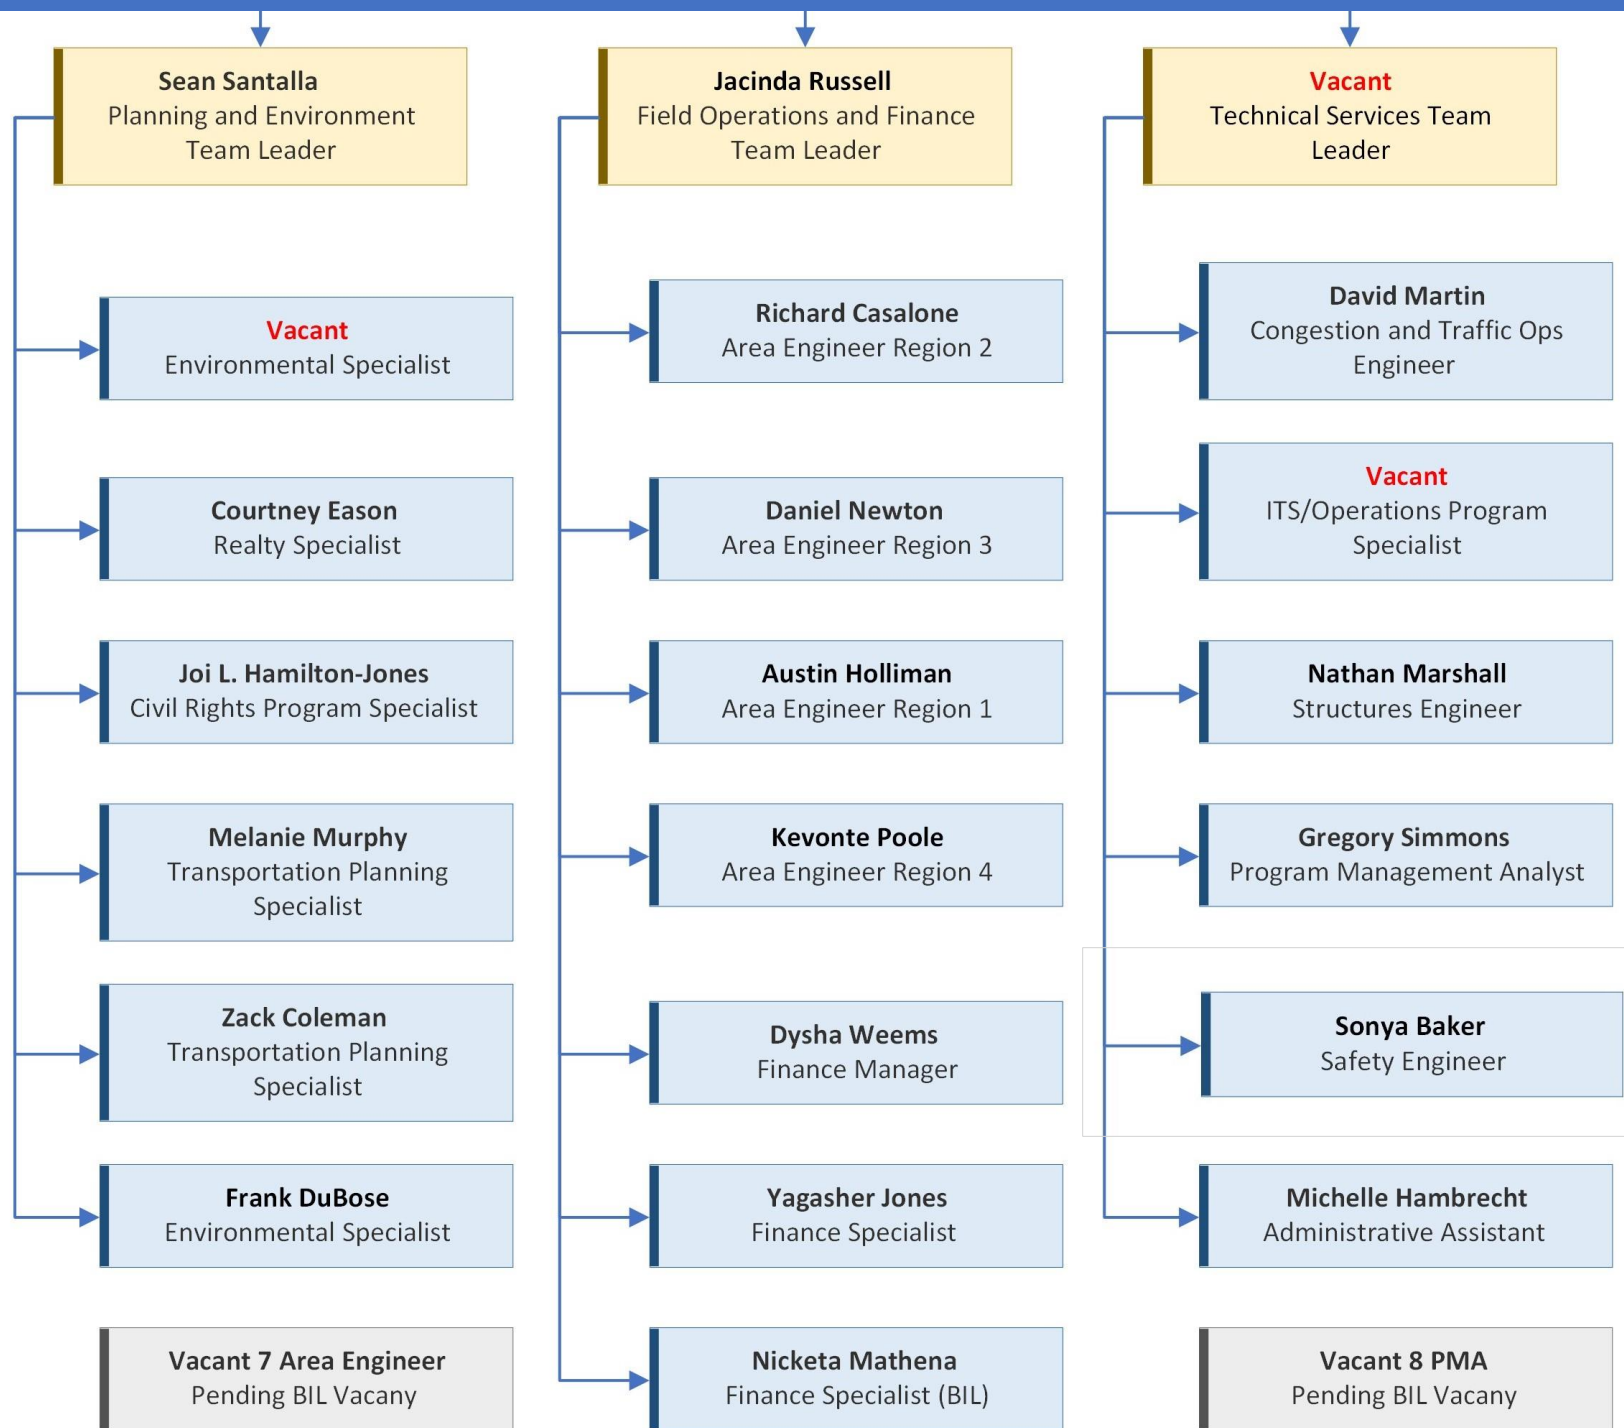 Sean Santalla
Planning and Environment
Team Leader
Vacant
Environmental Specialist
Courtney Eason
Realty Specialist
Joi L. Hamilton-Jones
Civil Rights Program Specialist
Melanie Murphy
Transportation Planning
Specialist
Zack Coleman
Transportation Planning
Specialist
Frank DuBose
Environmental Specialist
Vacant 7 Area Engineer
Pending BIL Vacany
Jacinda Russell
Field Operations and Finance
Team Leader
Richard Casalone
Area Engineer Region 2
Daniel Newton
Area Engineer Region 3
Austin Holliman
Area Engineer Region 1
Kevonte Poole
Area Engineer Region 4
Dysha Weems
Finance Manager
Yagasher Jones
Finance Specialist
Nicketa Mathena
Finance Specialist (BIL)
Vacant
Technical Services Team
Leader
David Martin
Congestion and Traffic Ops
Engineer
Vacant
ITS/Operations Program
Specialist
Nathan Marshall
Structures Engineer
Gregory Simmons
Program Management Analyst
Sonya Baker
Safety Engineer
Michelle Hambrecht
Administrative Assistant
Vacant 8 PMA
Pending BIL Vacany